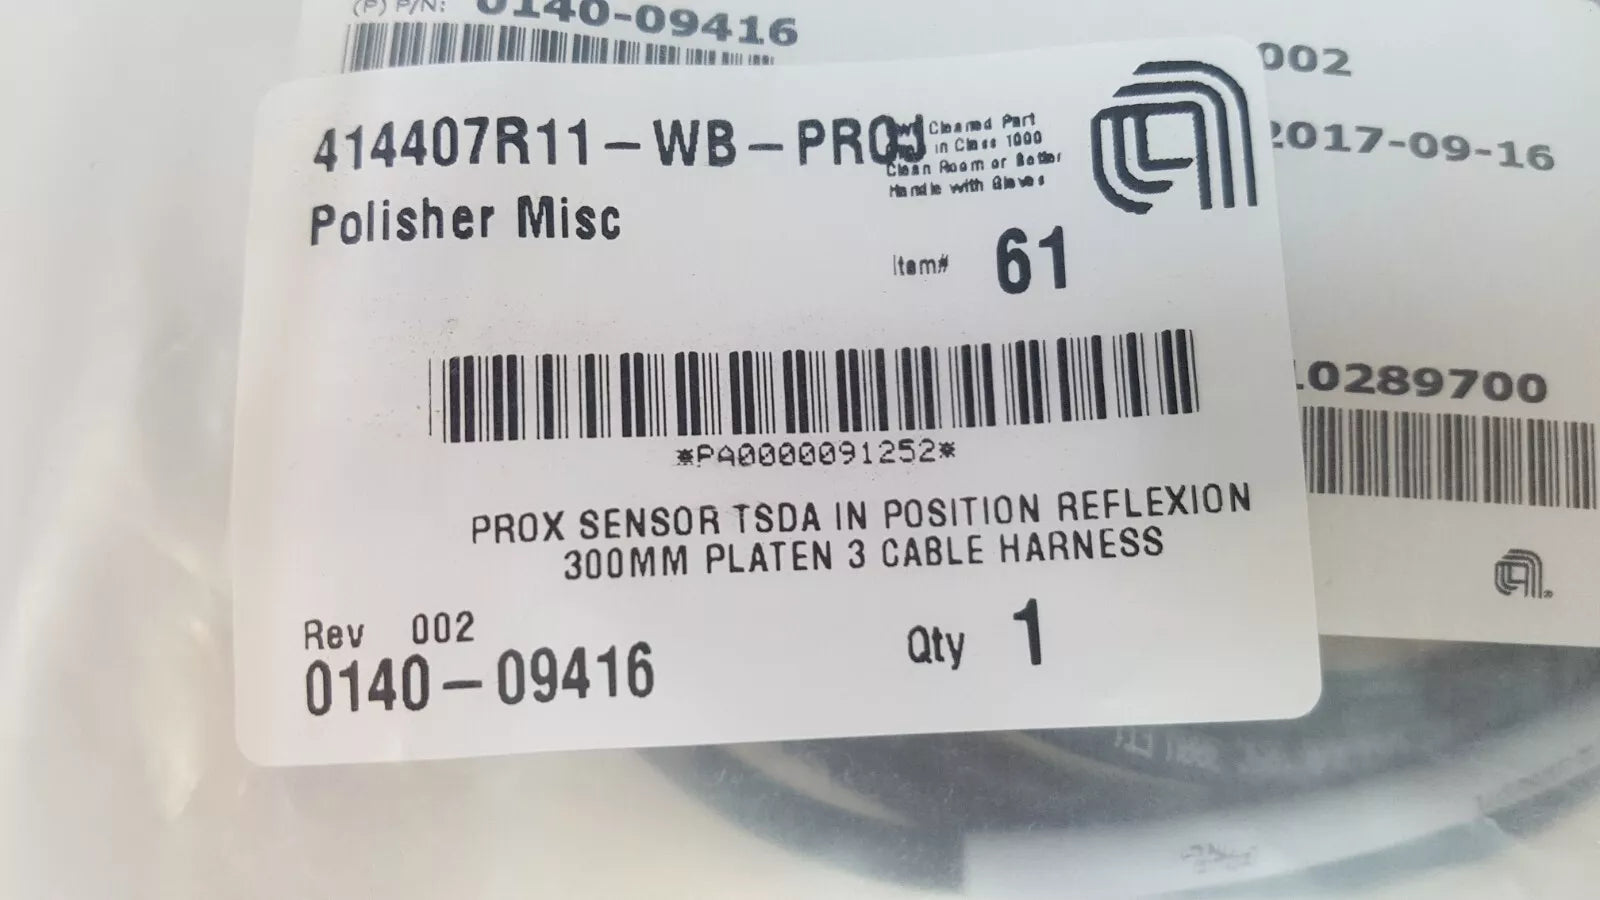 (P) P/N: 0140-09416
002
2017-09-16
414407R11-WB-PROJ
Cleaned Part
in Class 1000
Clean Room or Better
Handle with Gloves
Polisher Misc
Item# 61
0289700
*PA0000091252*
PROX SENSOR TSDA IN POSITION REFLEXION
300MM PLATEN 3 CABLE HARNESS
Rev 002
0140-09416
Qty 1